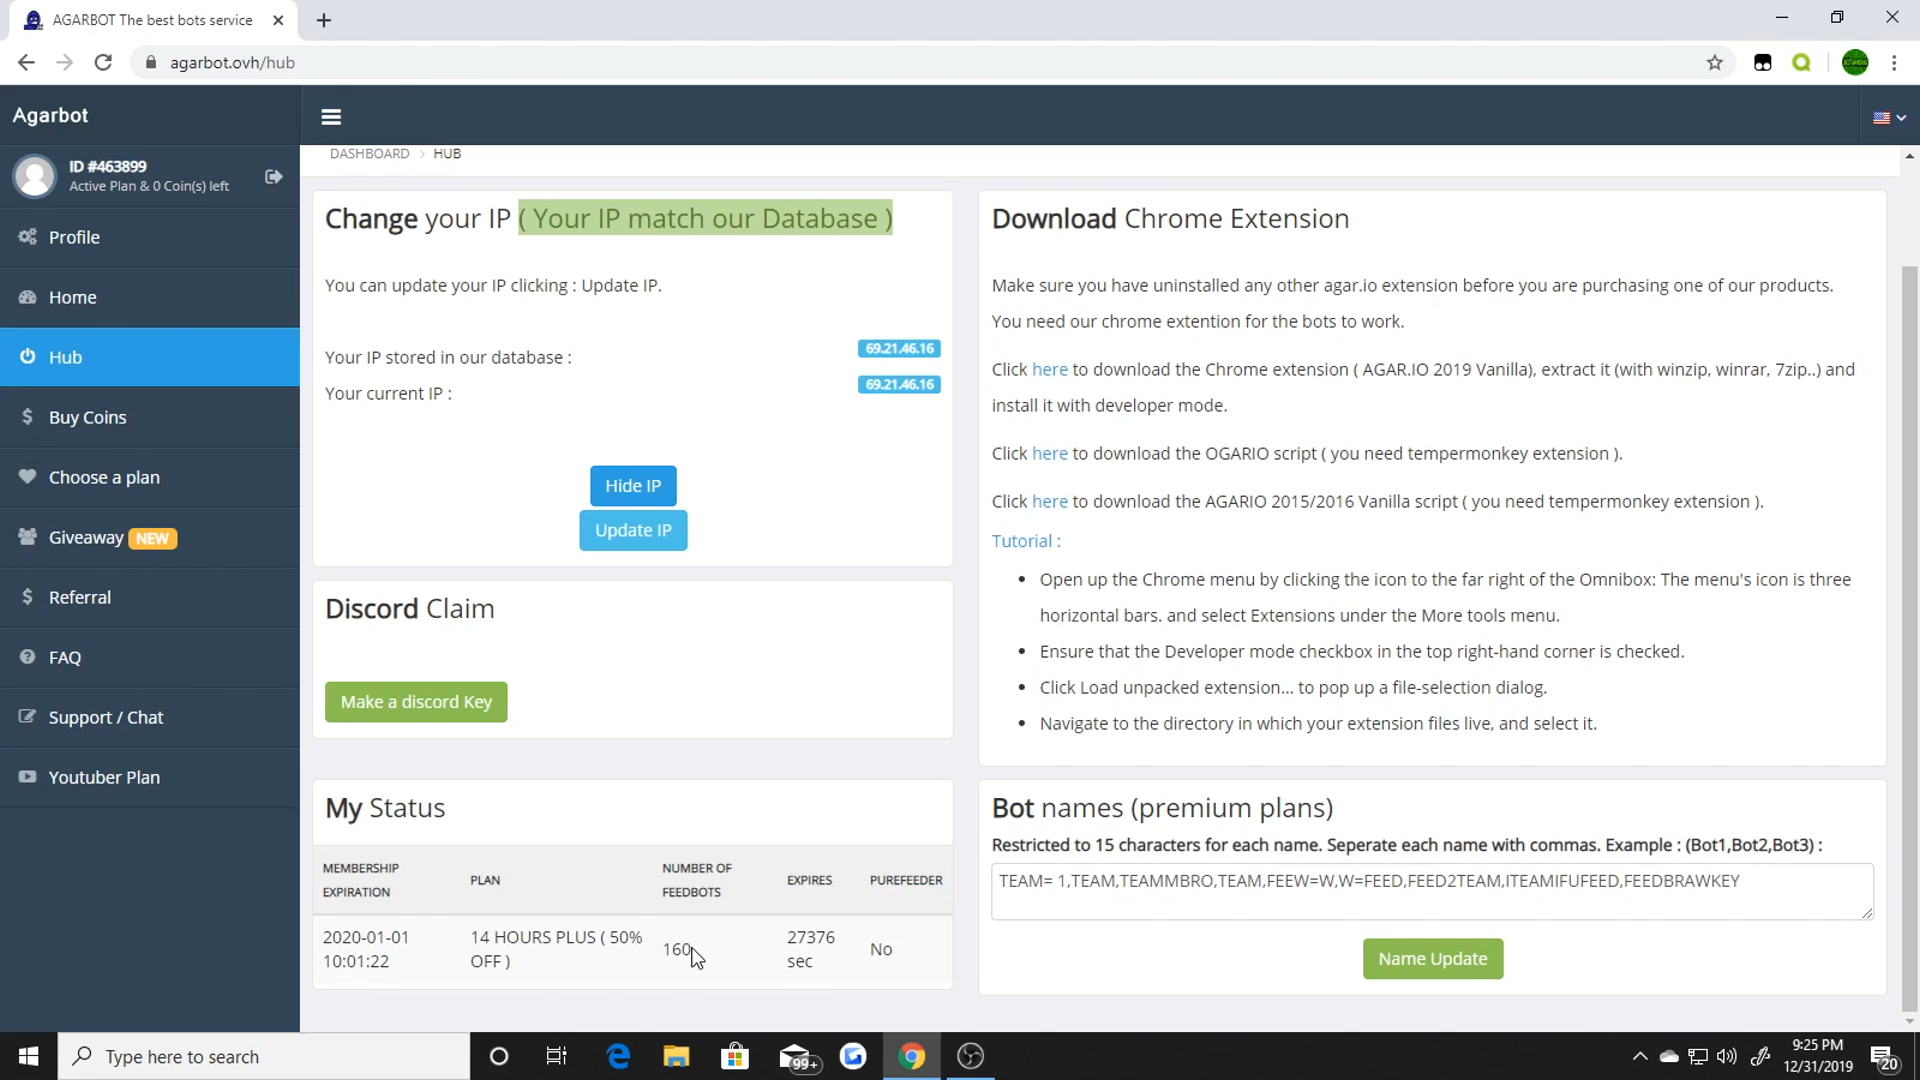 AGARBOT The best bots service
agarbot.ovh/hub
Agarbot
ID #463899
Active Plan & 0 Coin(s) left
Profile
Home
Hub
Buy Coins
Choose a plan
Giveaway NEW
Referral
FAQ
Support / Chat
Youtuber Plan
DASHBOARD > HUB
Change your IP ( Your IP match our Database )
You can update your IP clicking : Update IP.
Your IP stored in our database : 69.21.46.16
Your current IP : 69.21.46.16
Hide IP
Update IP
Discord Claim
Make a discord Key
My Status
MEMBERSHIP EXPIRATION
PLAN
NUMBER OF FEEDBOTS
EXPIRES
PUREFEEDER
2020-01-01 10:01:22
14 HOURS PLUS ( 50% OFF )
160
27376 sec
No
Download Chrome Extension
Make sure you have uninstalled any other agar.io extension before you are purchasing one of our products.
You need our chrome extention for the bots to work.
Click here to download the Chrome extension ( AGAR.IO 2019 Vanilla), extract it (with winzip, winrar, 7zip..) and
install it with developer mode.
Click here to download the OGARIO script ( you need tempermonkey extension ).
Click here to download the AGARIO 2015/2016 Vanilla script ( you need tempermonkey extension ).
Tutorial :
Open up the Chrome menu by clicking the icon to the far right of the Omnibox: The menu's icon is three
horizontal bars. and select Extensions under the More tools menu.
Ensure that the Developer mode checkbox in the top right-hand corner is checked.
Click Load unpacked extension... to pop up a file-selection dialog.
Navigate to the directory in which your extension files live, and select it.
Bot names (premium plans)
Restricted to 15 characters for each name. Seperate each name with commas. Example : (Bot1,Bot2,Bot3) :
TEAM= 1,TEAM,TEAMMBRO,TEAM,FEEW=W,W=FEED,FEED2TEAM,ITEAMIFUFEED,FEEDBRAWKEY
Name Update
Type here to search
99+
9:25 PM
12/31/2019
20